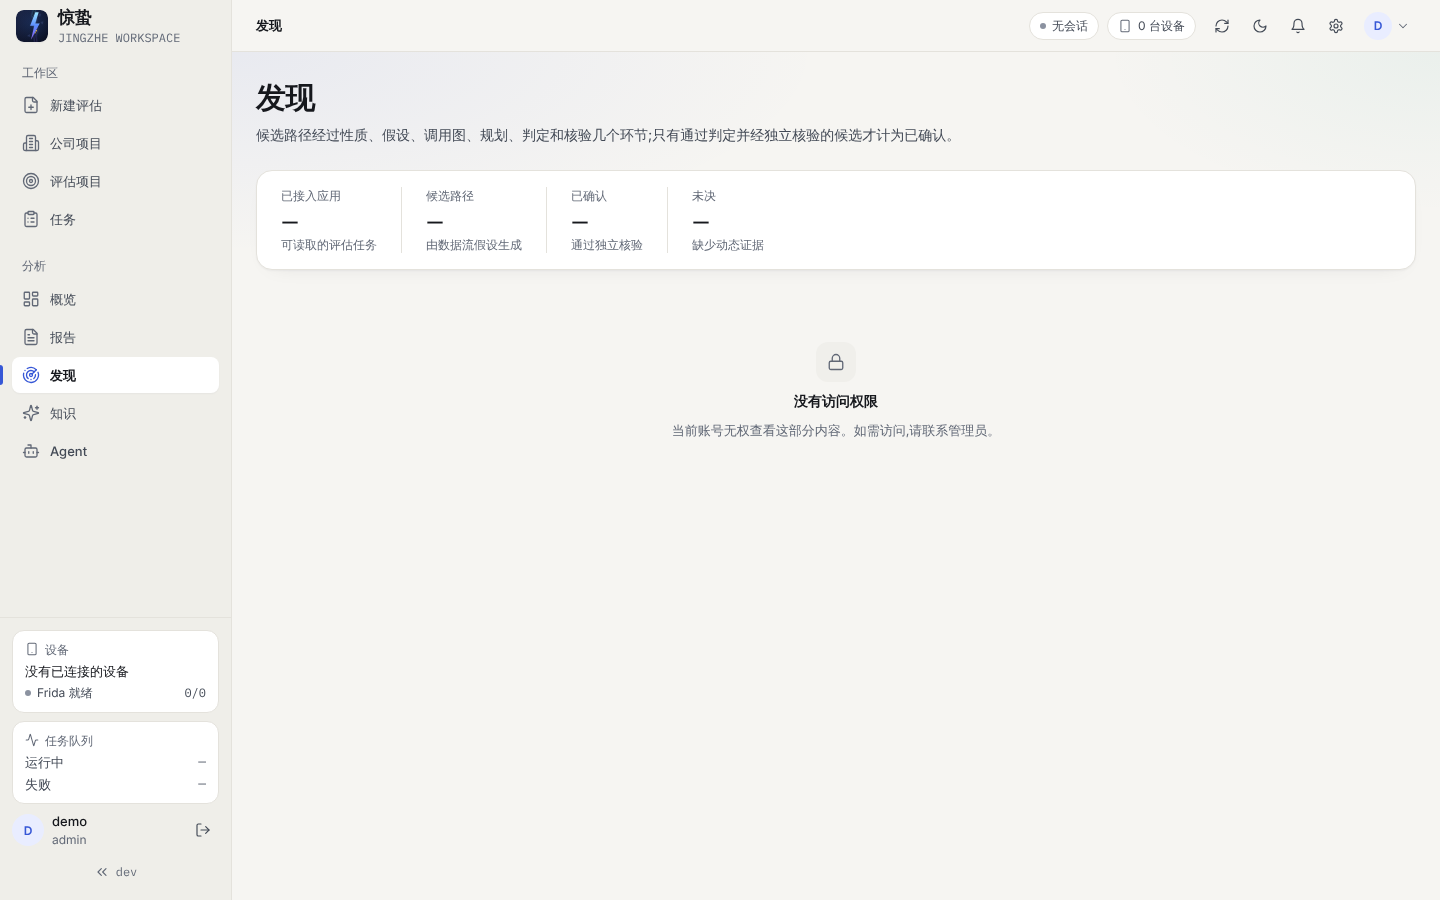 惊蛰
JINGZHE WORKSPACE
工作区
新建评估
公司项目
评估项目
任务
分析
概览
报告
发现
知识
Agent
设备
没有已连接的设备
Frida 就绪 0/0
任务队列
运行中 —
失败 —
D demo
admin
dev
发现
无会话
0 台设备
D
发现
候选路径经过性质、假设、调用图、规划、判定和核验几个环节;只有通过判定并经独立核验的候选才计为已确认。
已接入应用
—
可读取的评估任务
候选路径
—
由数据流假设生成
已确认
—
通过独立核验
未决
—
缺少动态证据
没有访问权限
当前账号无权查看这部分内容。如需访问,请联系管理员。